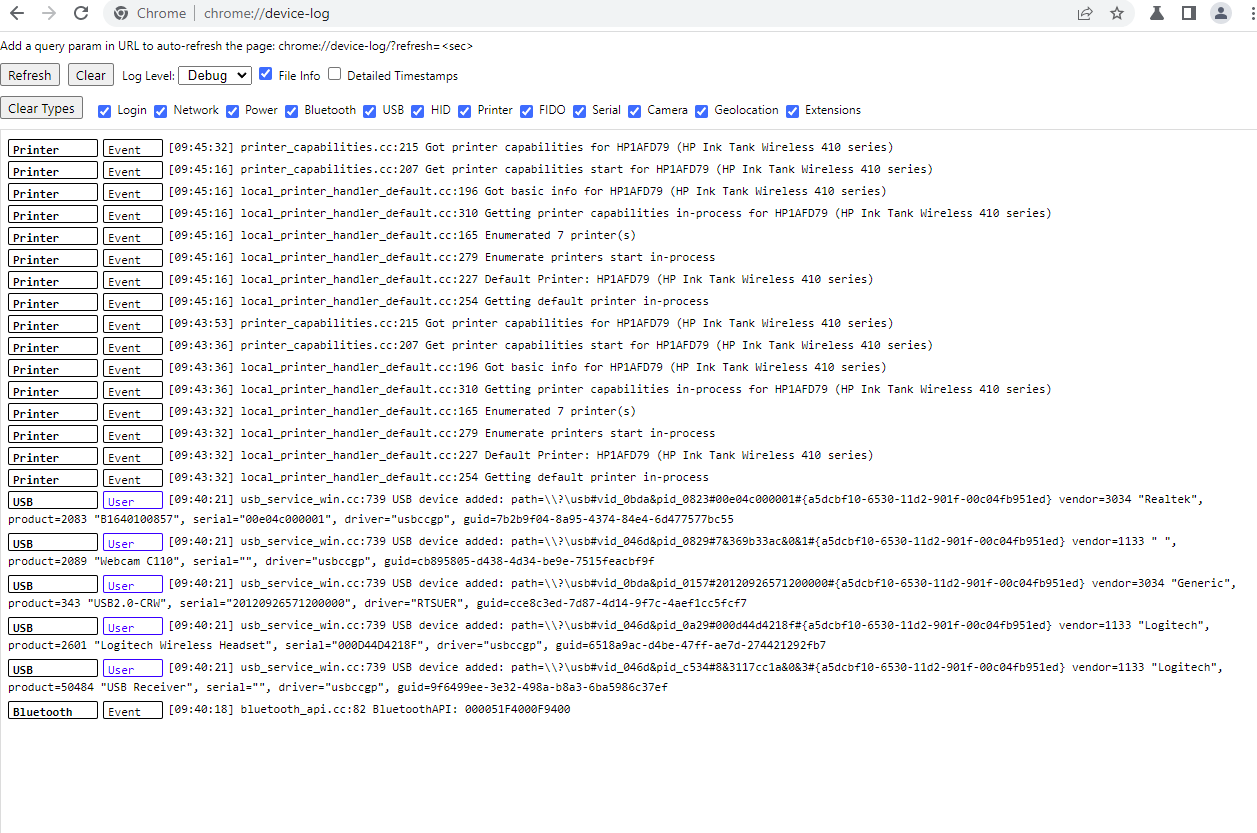 Chrome chrome://device-log
Add a query param in URL to auto-refresh the page: chrome://device-log/?refresh=<sec>
Refresh Clear Log Level: Debug File Info Detailed Timestamps
Clear Types Login Network Power Bluetooth USB HID Printer FIDO Serial Camera Geolocation Extensions
Printer Event [09:45:32] printer_capabilities.cc:215 Got printer capabilities for HP1AFD79 (HP Ink Tank Wireless 410 series)
Printer Event [09:45:16] printer_capabilities.cc:207 Get printer capabilities start for HP1AFD79 (HP Ink Tank Wireless 410 series)
Printer Event [09:45:16] local_printer_handler_default.cc:196 Got basic info for HP1AFD79 (HP Ink Tank Wireless 410 series)
Printer Event [09:45:16] local_printer_handler_default.cc:310 Getting printer capabilities in-process for HP1AFD79 (HP Ink Tank Wireless 410 series)
Printer Event [09:45:16] local_printer_handler_default.cc:165 Enumerated 7 printer(s)
Printer Event [09:45:16] local_printer_handler_default.cc:279 Enumerate printers start in-process
Printer Event [09:45:16] local_printer_handler_default.cc:227 Default Printer: HP1AFD79 (HP Ink Tank Wireless 410 series)
Printer Event [09:45:16] local_printer_handler_default.cc:254 Getting default printer in-process
Printer Event [09:43:53] printer_capabilities.cc:215 Got printer capabilities for HP1AFD79 (HP Ink Tank Wireless 410 series)
Printer Event [09:43:36] printer_capabilities.cc:207 Get printer capabilities start for HP1AFD79 (HP Ink Tank Wireless 410 series)
Printer Event [09:43:36] local_printer_handler_default.cc:196 Got basic info for HP1AFD79 (HP Ink Tank Wireless 410 series)
Printer Event [09:43:36] local_printer_handler_default.cc:310 Getting printer capabilities in-process for HP1AFD79 (HP Ink Tank Wireless 410 series)
Printer Event [09:43:32] local_printer_handler_default.cc:165 Enumerated 7 printer(s)
Printer Event [09:43:32] local_printer_handler_default.cc:279 Enumerate printers start in-process
Printer Event [09:43:32] local_printer_handler_default.cc:227 Default Printer: HP1AFD79 (HP Ink Tank Wireless 410 series)
Printer Event [09:43:32] local_printer_handler_default.cc:254 Getting default printer in-process
USB User [09:40:21] usb_service_win.cc:739 USB device added: path=\\?\usb#vid_0bda&pid_0823#00e04c000001#{a5dcbf10-6530-11d2-901f-00c04fb951ed} vendor=3034 "Realtek",
product=2083 "B1640100857", serial="00e04c000001", driver="usbccgp", guid=7b2b9f04-8a95-4374-84e4-6d477577bc55
USB User [09:40:21] usb_service_win.cc:739 USB device added: path=\\?\usb#vid_046d&pid_0829#7&369b33ac&0&1#{a5dcbf10-6530-11d2-901f-00c04fb951ed} vendor=1133 " ",
product=2089 "Webcam C110", serial="", driver="usbccgp", guid=cb895805-d438-4d34-be9e-7515feacbf9f
USB User [09:40:21] usb_service_win.cc:739 USB device added: path=\\?\usb#vid_0bda&pid_0157#20120926571200000#{a5dcbf10-6530-11d2-901f-00c04fb951ed} vendor=3034 "Generic",
product=343 "USB2.0-CRW", serial="20120926571200000", driver="RTSUER", guid=cce8c3ed-7d87-4d14-9f7c-4aef1cc5fcf7
USB User [09:40:21] usb_service_win.cc:739 USB device added: path=\\?\usb#vid_046d&pid_0a29#000d44d4218f#{a5dcbf10-6530-11d2-901f-00c04fb951ed} vendor=1133 "Logitech",
product=2601 "Logitech Wireless Headset", serial="000D44D4218F", driver="usbccgp", guid=6518a9ac-d4be-47ff-ae7d-274421292fb7
USB User [09:40:21] usb_service_win.cc:739 USB device added: path=\\?\usb#vid_046d&pid_c534#8&3117cc1a&0&3#{a5dcbf10-6530-11d2-901f-00c04fb951ed} vendor=1133 "Logitech",
product=50484 "USB Receiver", serial="", driver="usbccgp", guid=9f6499ee-3e32-498a-b8a3-6ba5986c37ef
Bluetooth Event [09:40:18] bluetooth_api.cc:82 BluetoothAPI: 000051F4000F9400